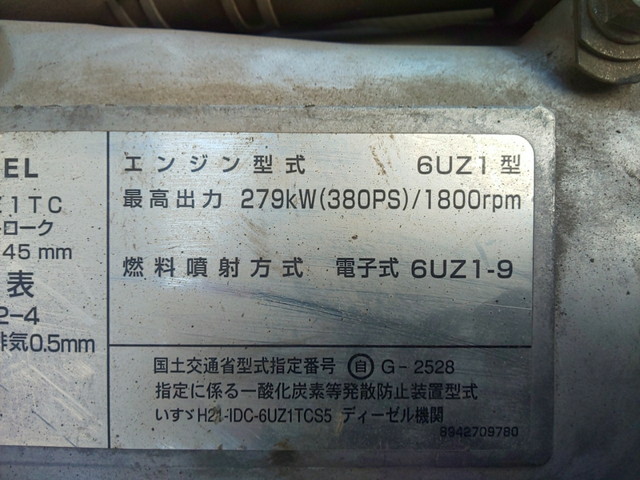 EL
1TC
ローク
45 mm
表
2-4
排気0.5mm
エンジン型式 6UZ1型
最高出力 279kW(380PS)/1800rpm
燃料噴射方式 電子式 6UZ1-9
国土交通省型式指定番号 自 G-2528
指定に係る一酸化炭素等発散防止装置型式
いすゞH21-IDC-6UZ1TCS5 ディーゼル機関
8942709780